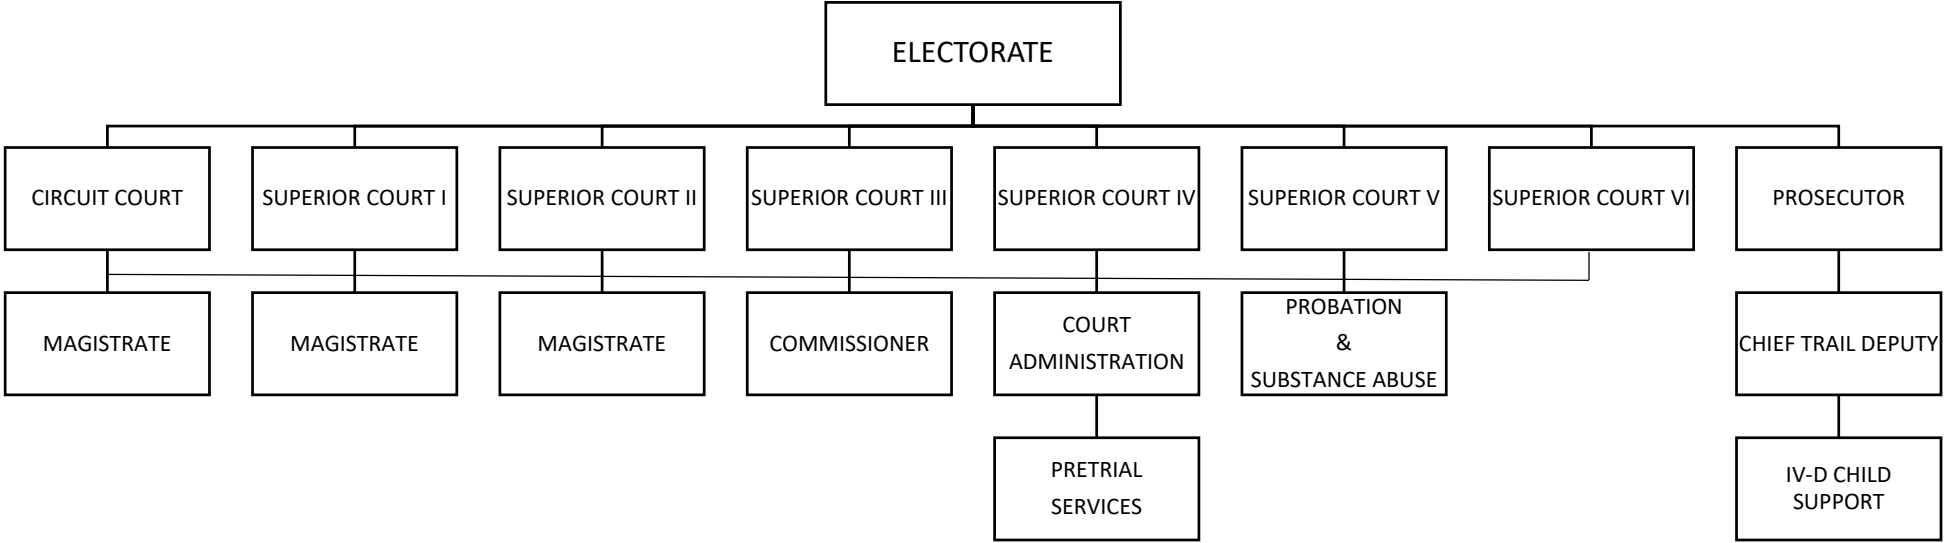 ELECTORATE
CIRCUIT COURT
SUPERIOR COURT I
SUPERIOR COURT II
SUPERIOR COURT III
SUPERIOR COURT IV
SUPERIOR COURT V
SUPERIOR COURT VI
PROSECUTOR
MAGISTRATE
MAGISTRATE
MAGISTRATE
COMMISSIONER
COURT
ADMINISTRATION
PROBATION
&
SUBSTANCE ABUSE
CHIEF TRAIL DEPUTY
PRETRIAL
SERVICES
IV-D CHILD
SUPPORT